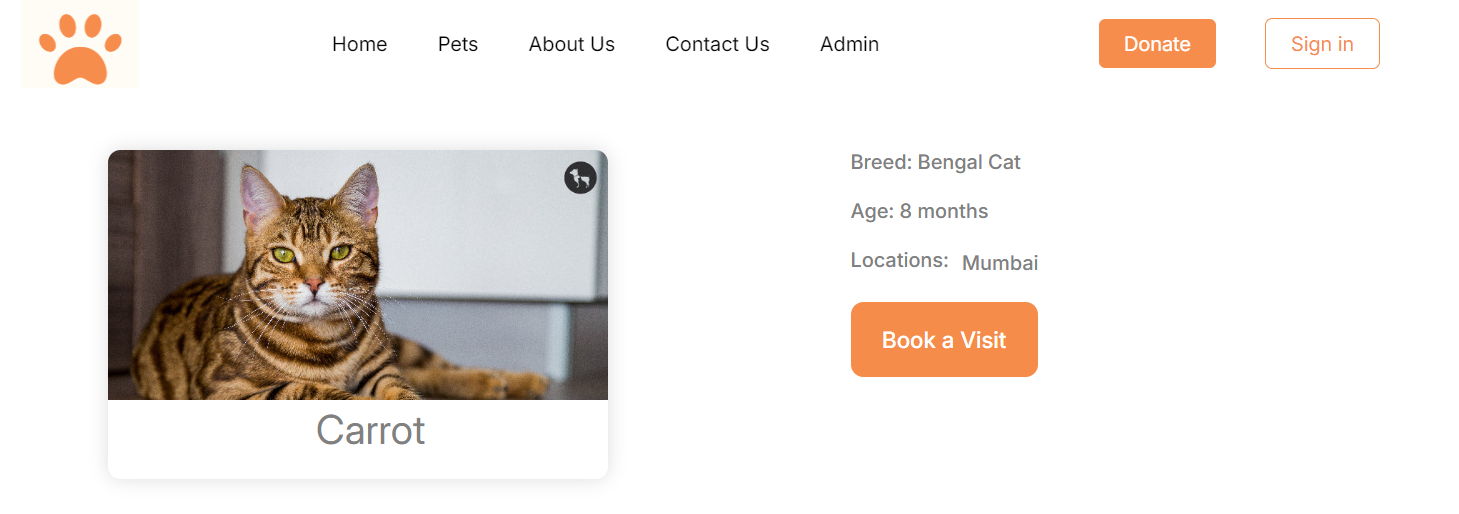 Home Pets About Us Contact Us Admin Donate Sign in
Breed: Bengal Cat
Age: 8 months
Locations: Mumbai
Book a Visit
Carrot